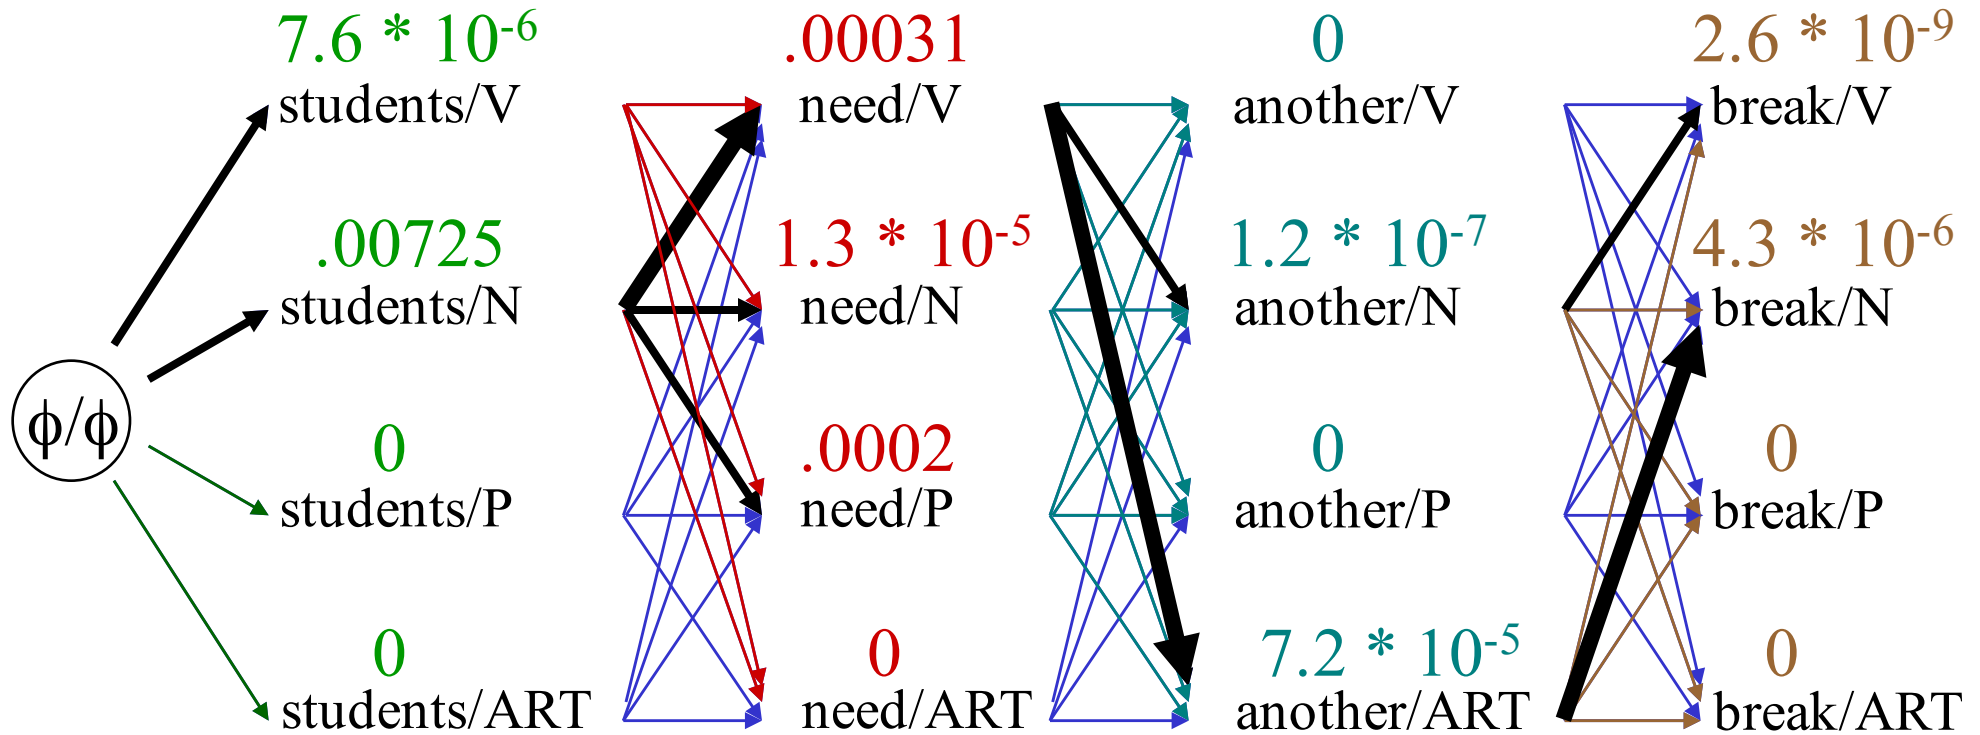 7.6 * 10-6 .00031 0 2.6 * 10-9
students/V need/V another/V break/V
.00725 1.3 * 10-5 1.2 * 10-7 4.3 * 10-6
students/N need/N another/N break/N
ϕ/ϕ
0 .0002 0 0
students/P need/P another/P break/P
0 0 7.2 * 10-5 0
students/ART need/ART another/ART break/ART